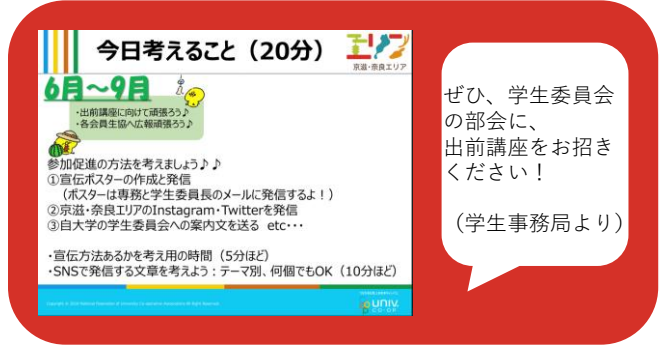 今日考えること（20分）
エリア
京滋・奈良エリア
6月～9月
・出前講座に向けて頑張ろう♪
・各会員生協へ広報頑張ろう♪
参加促進の方法を考えましょう♪♪
①宣伝ポスターの作成と発信
（ポスターは専務と学生委員長のメールに発信するよ！）
②京滋・奈良エリアのInstagram・Twitterを発信
③自大学の学生委員会への案内文を送る etc・・・
・宣伝方法あるかを考え用の時間（5分ほど）
・SNSで発信する文章を考えよう：テーマ別、何個でもOK（10分ほど）
UNIV.
CO-OP
ぜひ、学生委員会
の部会に、
出前講座をお招き
ください！
（学生事務局より）